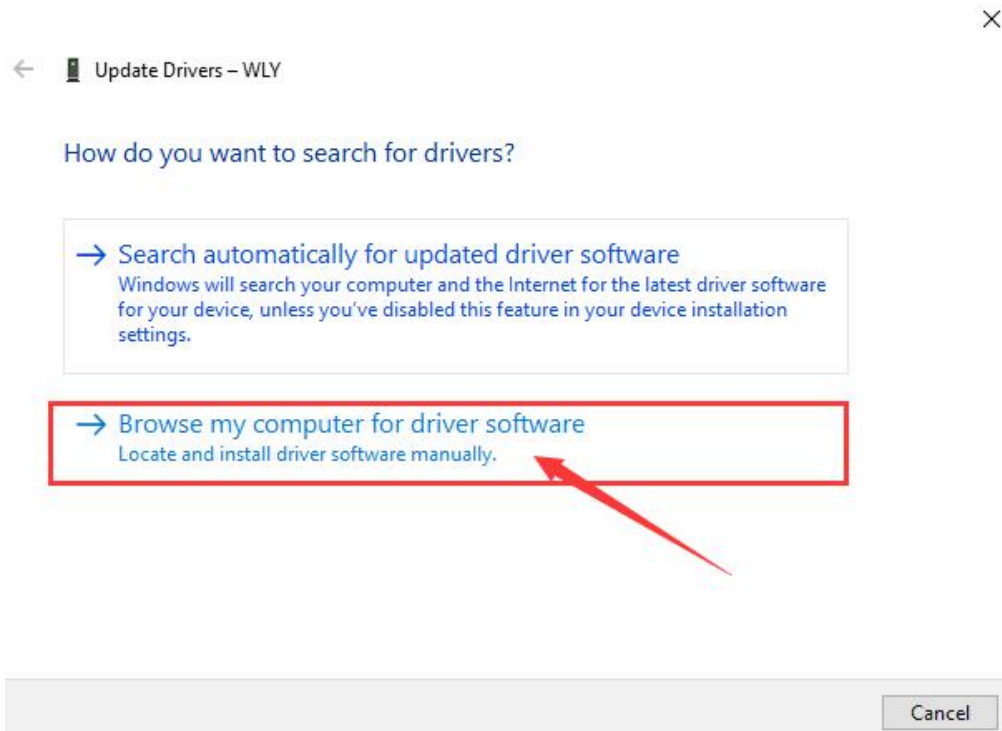 Update Drivers – WLY
How do you want to search for drivers?
Search automatically for updated driver software
Windows will search your computer and the Internet for the latest driver software
for your device, unless you've disabled this feature in your device installation
settings.
Browse my computer for driver software
Locate and install driver software manually.
Cancel